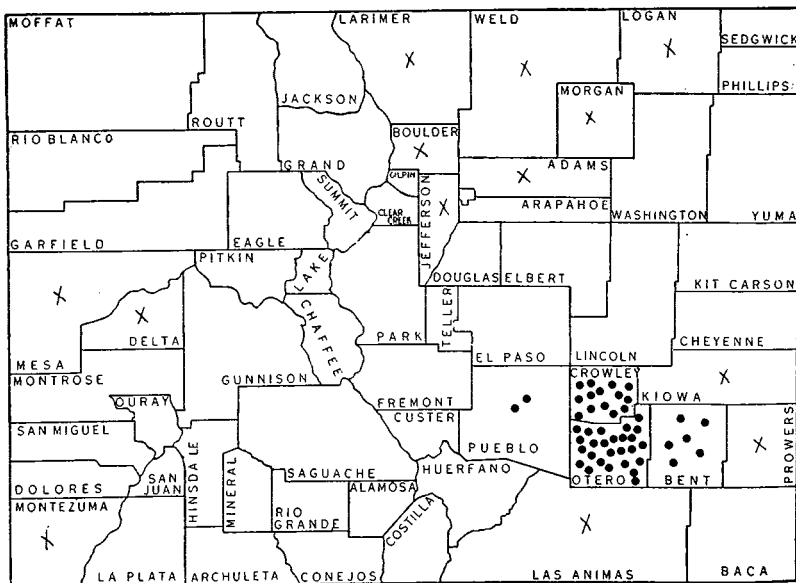 MOFFAT
LARIMER
WELD
LOGAN
SEDGWICK
PHILLIPS
JACKSON
MORGAN
ROUTT
RIO BLANCO
BOULDER
GRAND
GILPIN
ADAMS
SUMMIT
CLEAR
CREEK
JEFFERSON
ARAPAHOE
WASHINGTON
YUMA
GARFIELD
EAGLE
PITKIN
LAKE
DOUGLAS
ELBERT
KIT CARSON
CHAFFEE
TELLER
PARK
DELTA
CHEYENNE
MESA
EL PASO
LINCOLN
MONTROSE
GUNNISON
CROWLEY
KIOWA
OURAY
FREMONT
CUSTER
SAN MIGUEL
PUEBLO
PROWERS
HINSDALE
MINERAL
SAGUACHE
HUERFANO
SAN
JUAN
DOLORES
ALAMOSA
OTERO
BENT
MONTEZUMA
RIO
GRANDE
COSTILLA
LA PLATA
ARCHULETA
CONEJOS
LAS ANIMAS
BACA